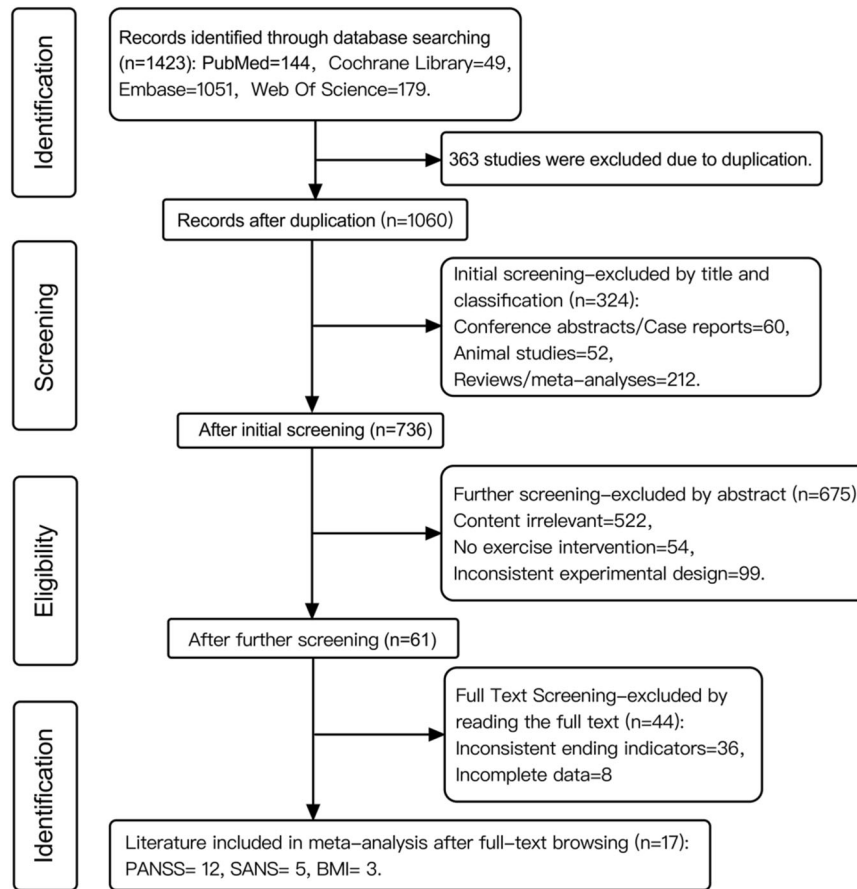 Identification
Records identified through database searching
(n=1423): PubMed=144, Cochrane Library=49,
Embase=1051, Web Of Science=179.
363 studies were excluded due to duplication.
Records after duplication (n=1060)
Screening
Initial screening-excluded by title and
classification (n=324):
Conference abstracts/Case reports=60,
Animal studies=52,
Reviews/meta-analyses=212.
After initial screening (n=736)
Eligibility
Further screening-excluded by abstract (n=675)
Content irrelevant=522,
No exercise intervention=54,
Inconsistent experimental design=99.
After further screening (n=61)
Identification
Full Text Screening-excluded by
reading the full text (n=44):
Inconsistent ending indicators=36,
Incomplete data=8
Literature included in meta-analysis after full-text browsing (n=17):
PANSS= 12, SANS= 5, BMI= 3.